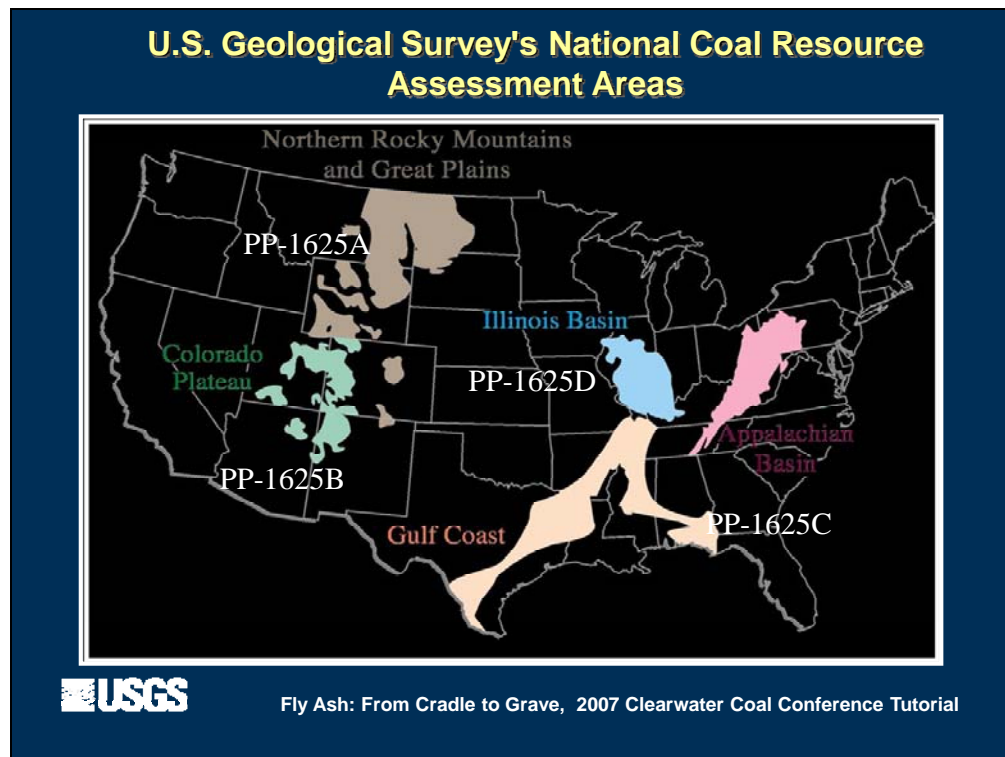 U.S. Geological Survey's National Coal Resource
Assessment Areas
Northern Rocky Mountains
and Great Plains
PP-1625A
Illinois Basin
Colorado
Plateau
PP-1625D
Appalachian
Basin
PP-1625B
PP-1625C
Gulf Coast
USGS
Fly Ash: From Cradle to Grave, 2007 Clearwater Coal Conference Tutorial